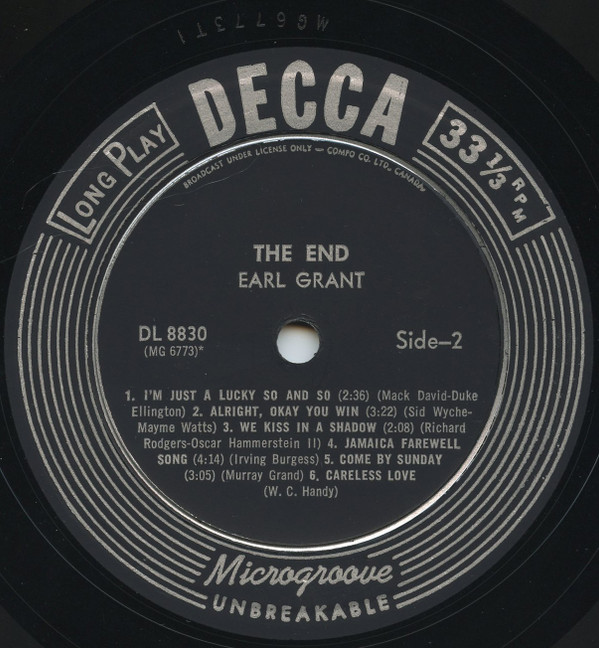 MG6773T1
DECCA
LONG PLAY
33 1/3 RPM
BROADCAST UNDER LICENSE ONLY — COMPO CO. LTD., CANADA
THE END
EARL GRANT
DL 8830
(MG 6773)*
Side–2
1. I'M JUST A LUCKY SO AND SO (2:36) (Mack David-Duke
Ellington) 2. ALRIGHT, OKAY YOU WIN (3:22) (Sid Wyche-
Mayme Watts) 3. WE KISS IN A SHADOW (2:08) (Richard
Rodgers-Oscar Hammerstein II) 4. JAMAICA FAREWELL
SONG (4:14) (Irving Burgess) 5. COME BY SUNDAY
(3:05) (Murray Grand) 6. CARELESS LOVE
(W. C. Handy)
Microgroove
UNBREAKABLE